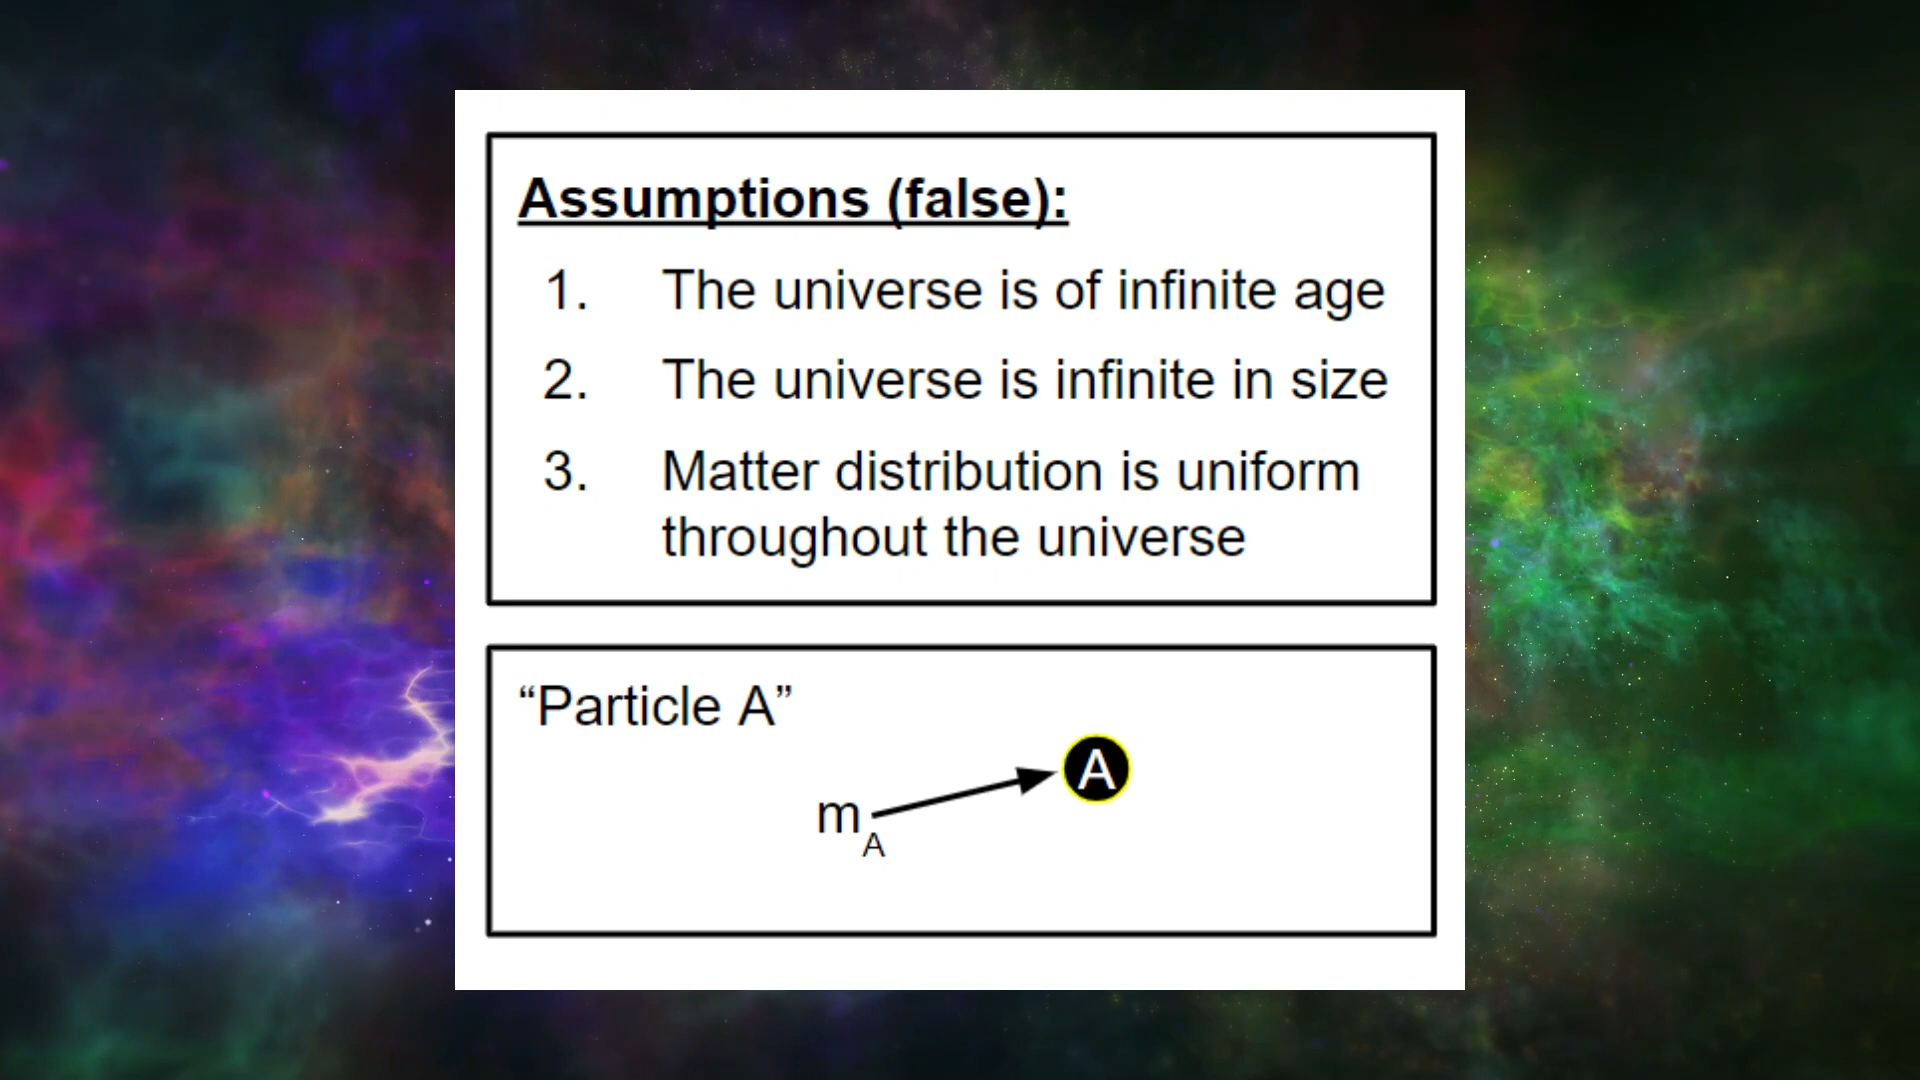 Assumptions (false):
1. The universe is of infinite age
2. The universe is infinite in size
3. Matter distribution is uniform
throughout the universe
“Particle A”
A
mA